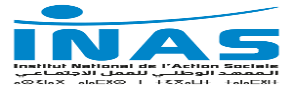 INAS
Institut National de l'Action Sociale
المعهد الوطني للعمل الاجتماعي